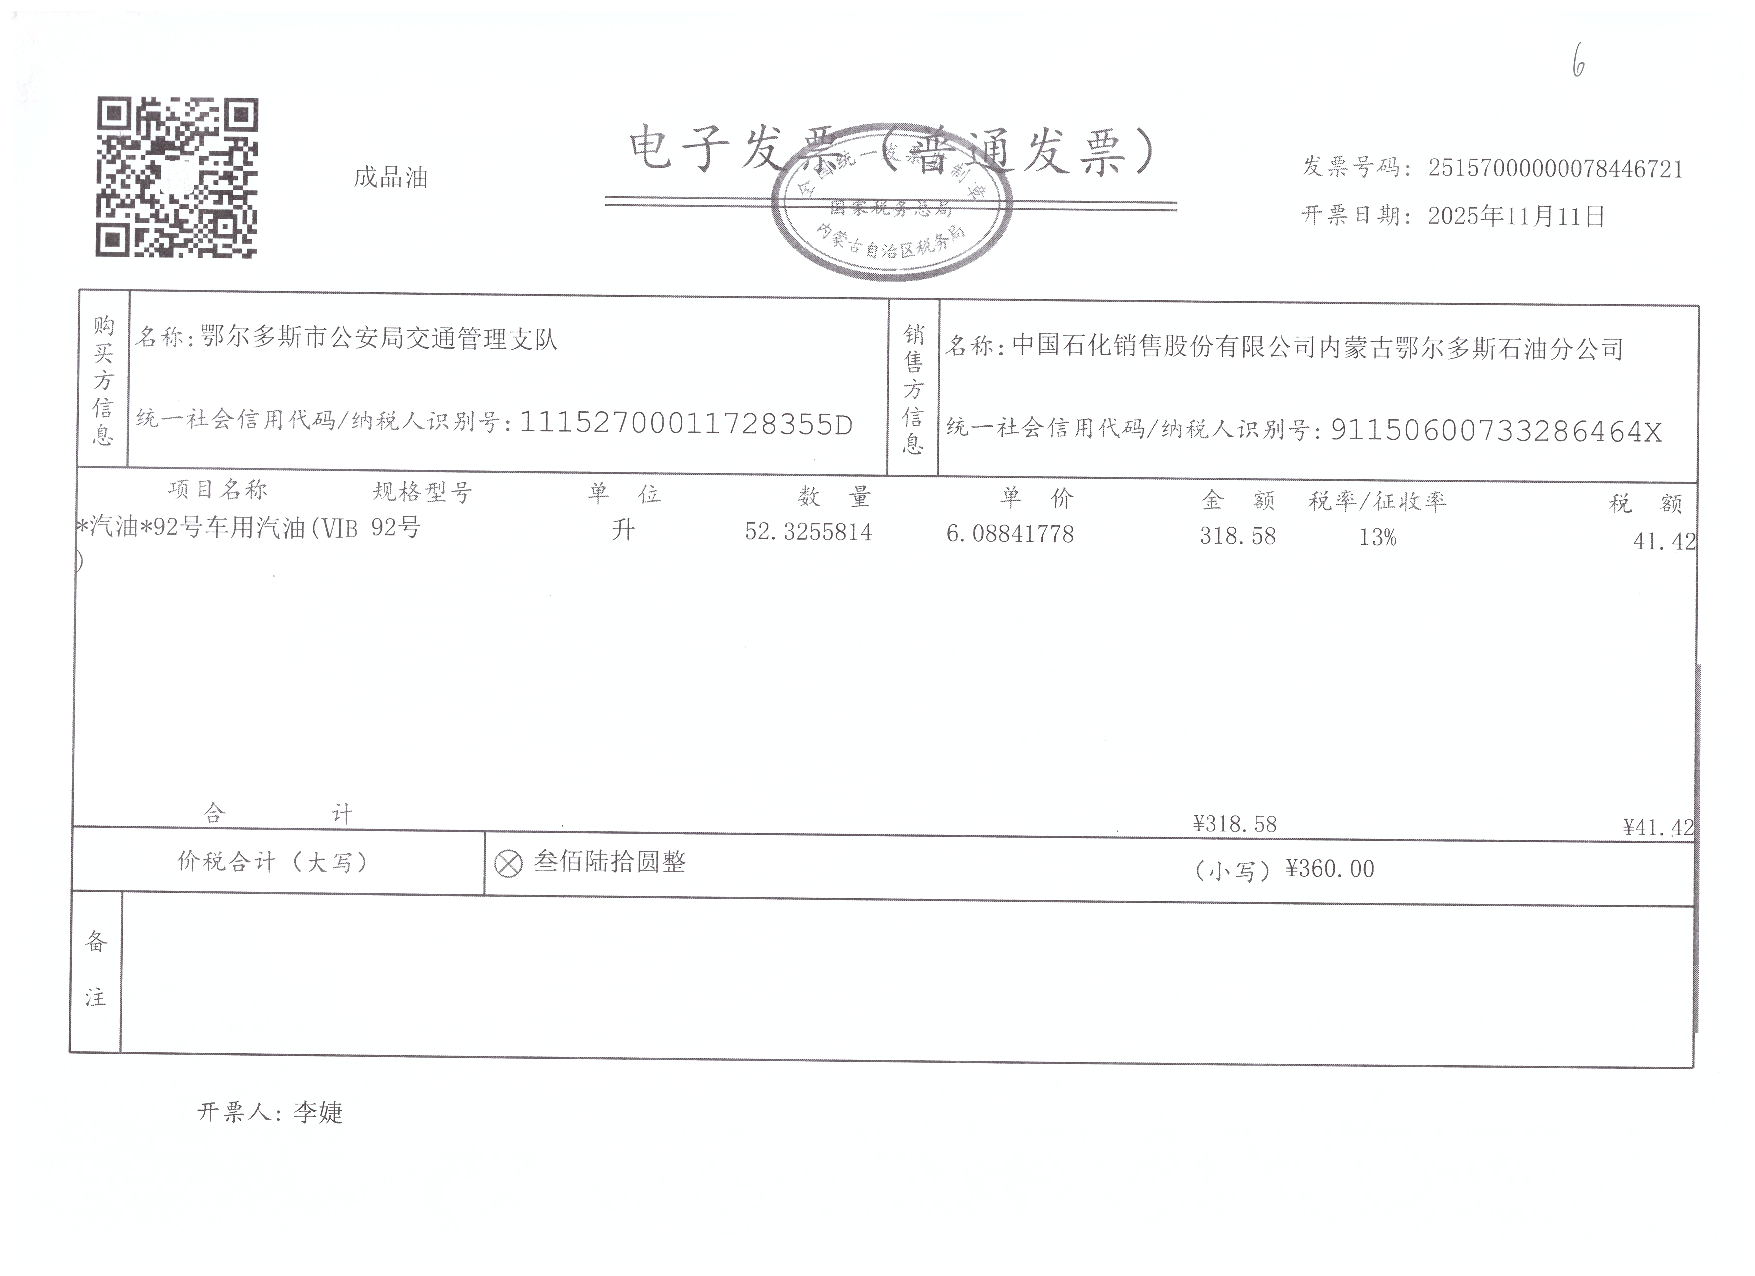 6
成品油
电子发票（普通发票）
全国统一发票监制章
国家税务总局
内蒙古自治区税务局
发票号码：25157000000078446721
开票日期：2025年11月11日
购买方信息
名称：鄂尔多斯市公安局交通管理支队
统一社会信用代码/纳税人识别号：11152700011728355D
销售方信息
名称：中国石化销售股份有限公司内蒙古鄂尔多斯石油分公司
统一社会信用代码/纳税人识别号：91150600733286464X
项目名称 规格型号 单 位 数 量 单 价 金 额 税率/征收率 税 额
*汽油*92号车用汽油(VIB 92号 升 52.3255814 6.08841778 318.58 13% 41.42
)
合 计 ¥318.58 ¥41.42
价税合计（大写） ⊗叁佰陆拾圆整 （小写）¥360.00
备注
开票人：李婕